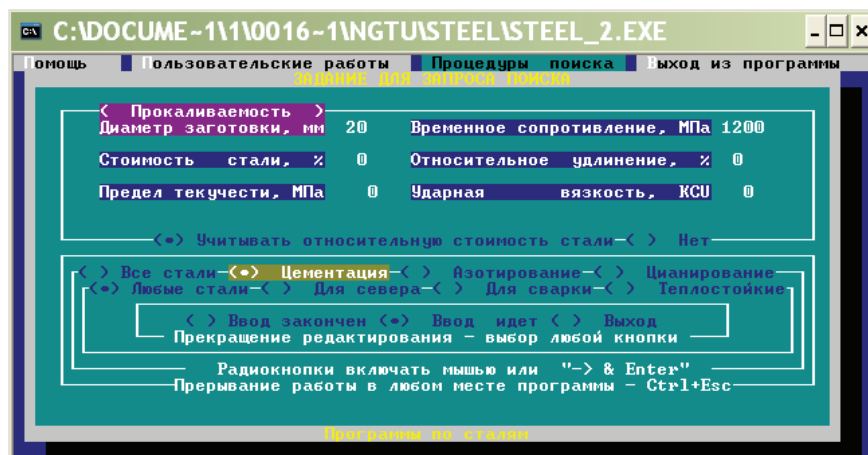 C:\DOCUME~1\1\0016~1\NGTU\STEEL\STEEL_2.EXE
Помощь Пользовательские работы Процедуры поиска Выход из программы
ЗАДАНИЕ ДЛЯ ЗАПРОСА ПОИСКА
< Прокаливаемость >
Диаметр заготовки, мм 20 Временное сопротивление, МПа 1200
Стоимость стали, % 0 Относительное удлинение, % 0
Предел текучести, МПа 0 Ударная вязкость, KCU 0
(•) Учитывать относительную стоимость стали ( ) Нет
( ) Все стали (•) Цементация ( ) Азотирование ( ) Цианирование
(•) Любые стали ( ) Для севера ( ) Для сварки ( ) Теплостойкие
( ) Ввод закончен (•) Ввод идет ( ) Выход
Прекращение редактирования - выбор любой кнопки
Радиокнопки включать мышью или "-> & Enter"
Прерывание работы в любом месте программы - Ctrl+Esc
Программы по сталям